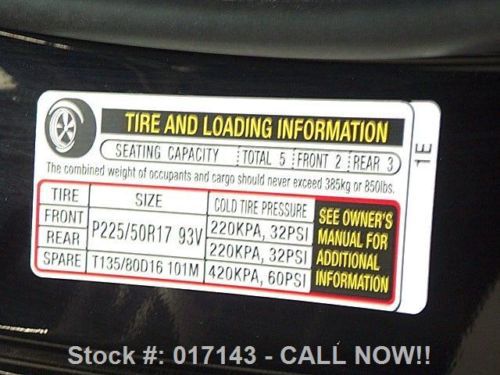 TIRE AND LOADING INFORMATION
SEATING CAPACITY TOTAL 5 FRONT 2 REAR 3
The combined weight of occupants and cargo should never exceed 385kg or 850lbs.
TIRE SIZE COLD TIRE PRESSURE
FRONT P225/50R17 93V 220KPA, 32PSI
REAR 220KPA, 32PSI
SPARE T135/80D16 101M 420KPA, 60PSI
SEE OWNER'S
MANUAL FOR
ADDITIONAL
INFORMATION
1E
Stock #: 017143 - CALL NOW!!